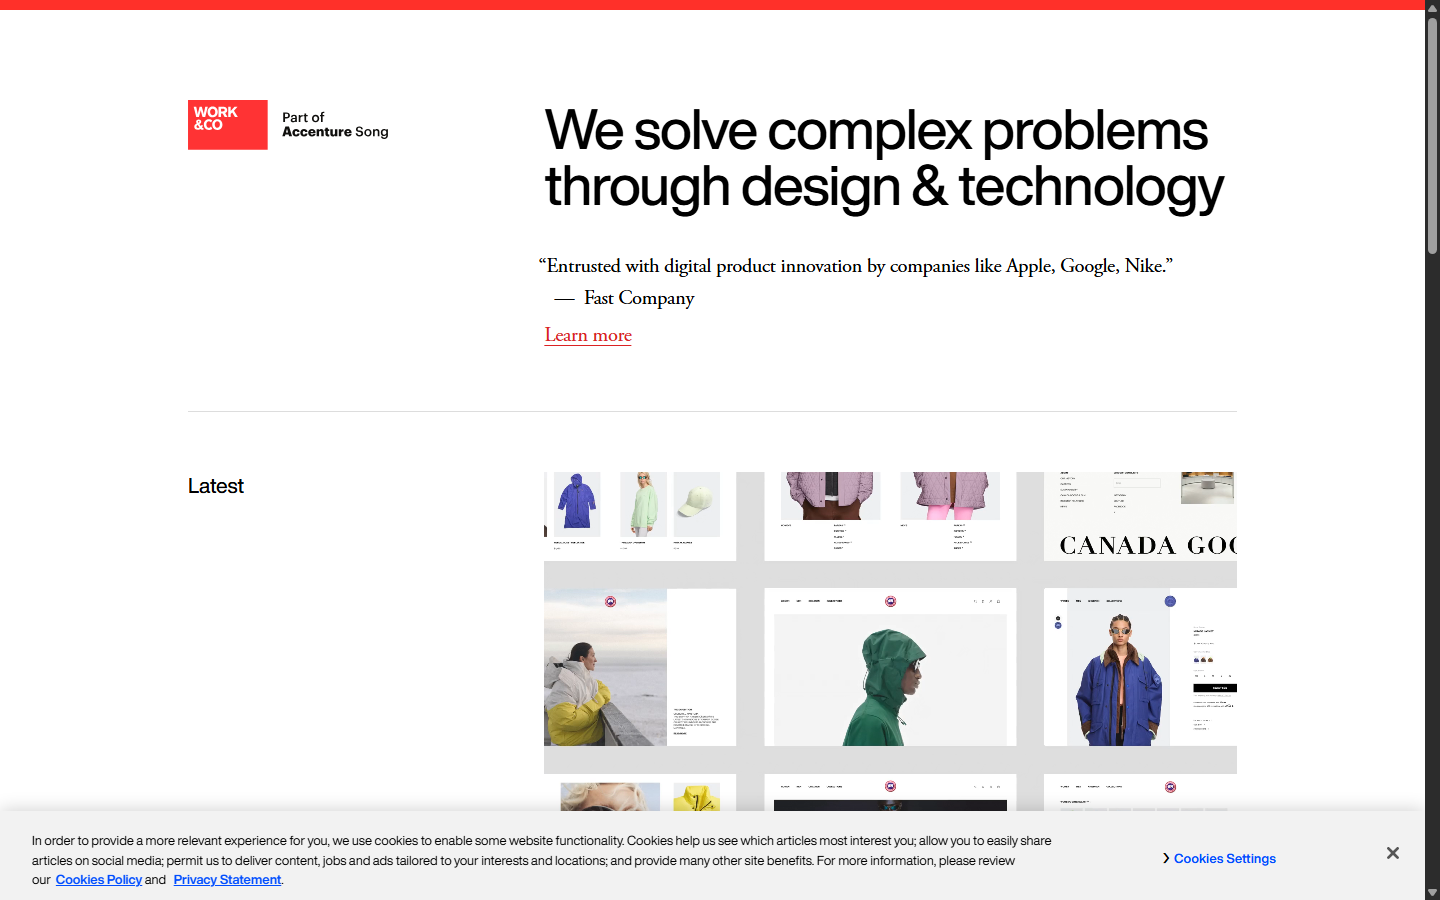 WORK
&CO
Part of
Accenture Song
We solve complex problems
through design & technology
“Entrusted with digital product innovation by companies like Apple, Google, Nike.”
— Fast Company
Learn more
Latest
CANADA GOO
In order to provide a more relevant experience for you, we use cookies to enable some website functionality. Cookies help us see which articles most interest you; allow you to easily share
articles on social media; permit us to deliver content, jobs and ads tailored to your interests and locations; and provide many other site benefits. For more information, please review
our Cookies Policy and Privacy Statement.
Cookies Settings